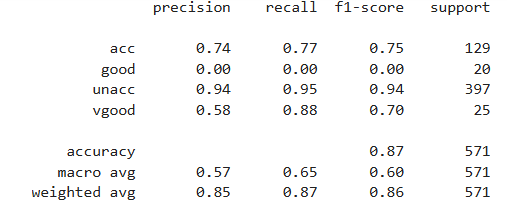 precision recall f1-score support
acc 0.74 0.77 0.75 129
good 0.00 0.00 0.00 20
unacc 0.94 0.95 0.94 397
vgood 0.58 0.88 0.70 25
accuracy 0.87 571
macro avg 0.57 0.65 0.60 571
weighted avg 0.85 0.87 0.86 571